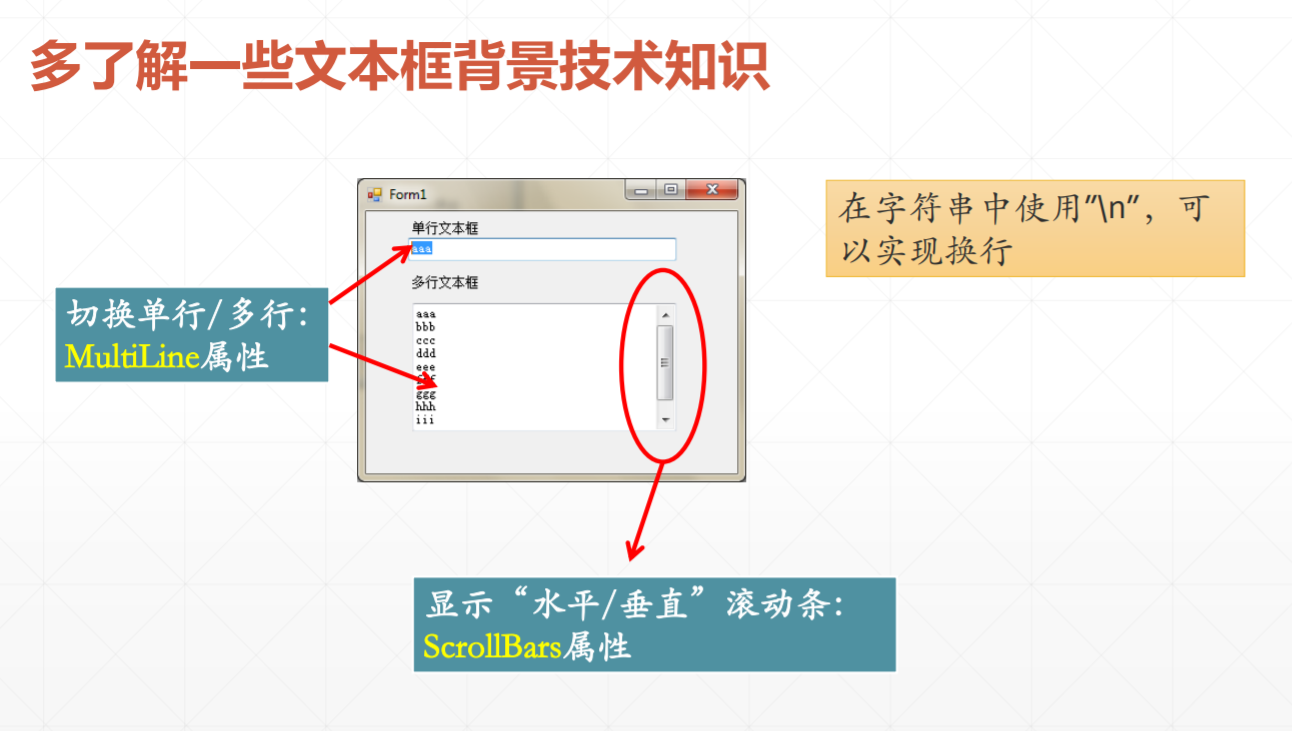 多了解一些文本框背景技术知识
Form1
单行文本框
aaa
多行文本框
aaa
bbb
ccc
ddd
eee
ggg
hhh
iii
在字符串中使用"\n"，可
以实现换行
切换单行/多行：
MultiLine属性
显示“水平/垂直”滚动条：
ScrollBars属性